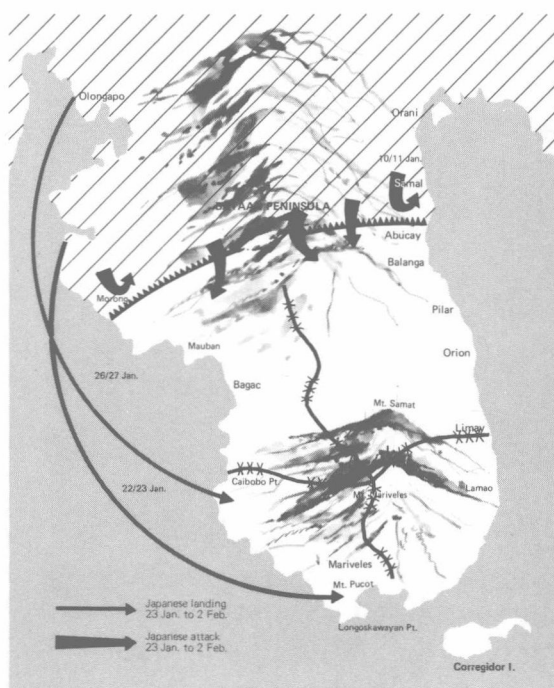 Olongapo
Orani
10/11 Jan.
Samal
BATAAN PENINSULA
Abucay
Balanga
Morong
Pilar
Mauban
Orion
26/27 Jan.
Bagac
Mt. Samat
Limay
Caibobo Pt.
22/23 Jan.
Mt. Mariveles
Lamao
Mariveles
Mt. Pucot
Japanese landing
23 Jan. to 2 Feb.
Longoskawayan Pt.
Japanese attack
23 Jan. to 2 Feb.
Corregidor I.